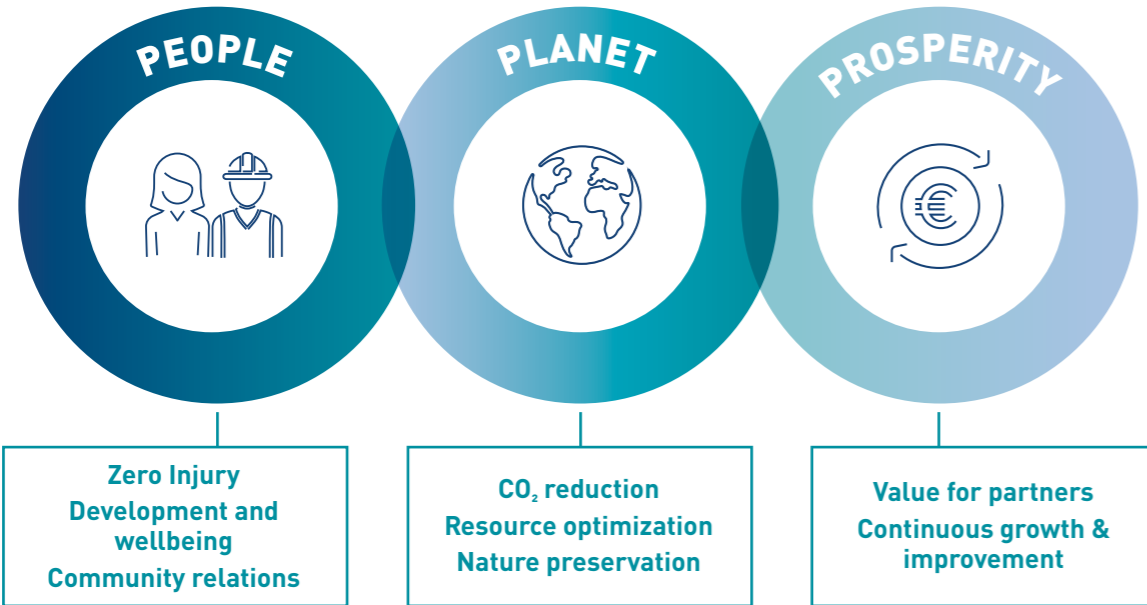 PEOPLE
PLANET
PROSPERITY
€
Zero Injury
Development and
wellbeing
Community relations
CO₂ reduction
Resource optimization
Nature preservation
Value for partners
Continuous growth &
improvement